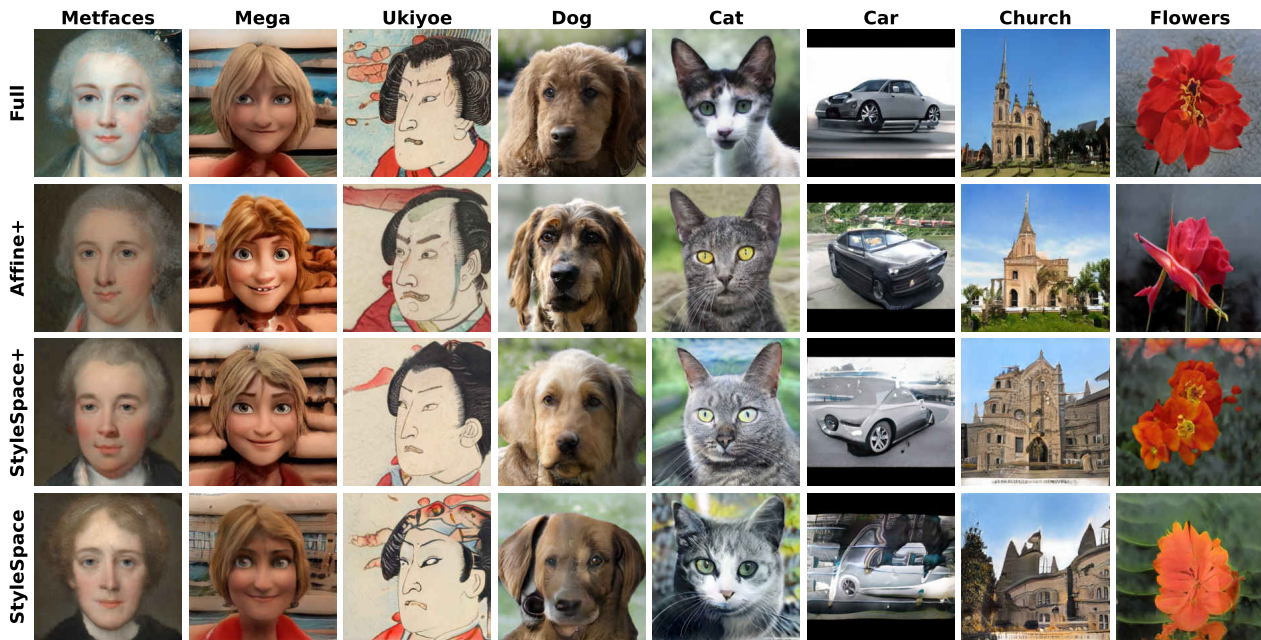 Metfaces Mega Ukiyoe Dog Cat Car Church Flowers
Full
Affine+
StyleSpace+
StyleSpace